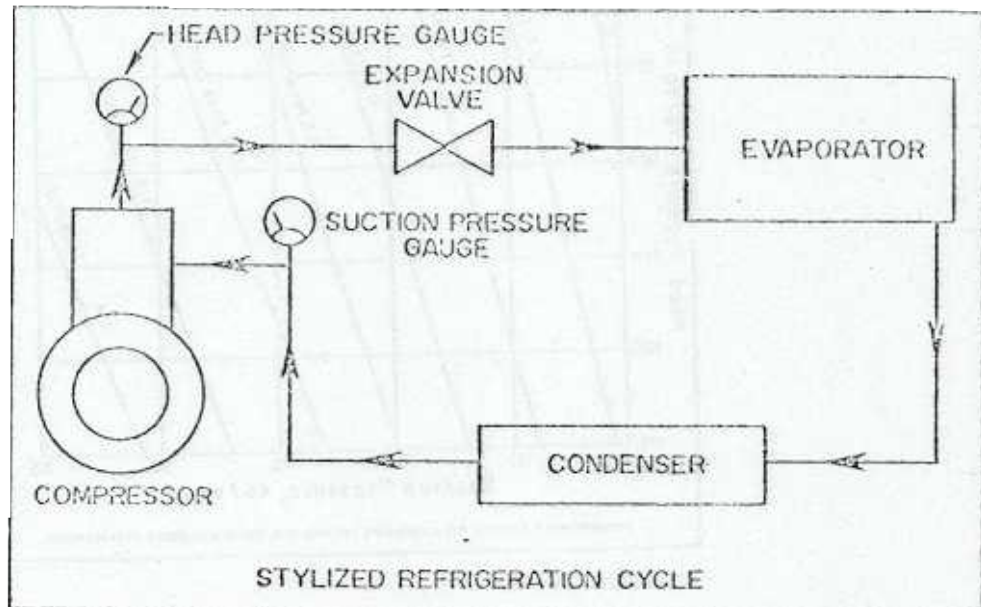 HEAD PRESSURE GAUGE
EXPANSION
VALVE
EVAPORATOR
SUCTION PRESSURE
GAUGE
CONDENSER
COMPRESSOR
STYLIZED REFRIGERATION CYCLE